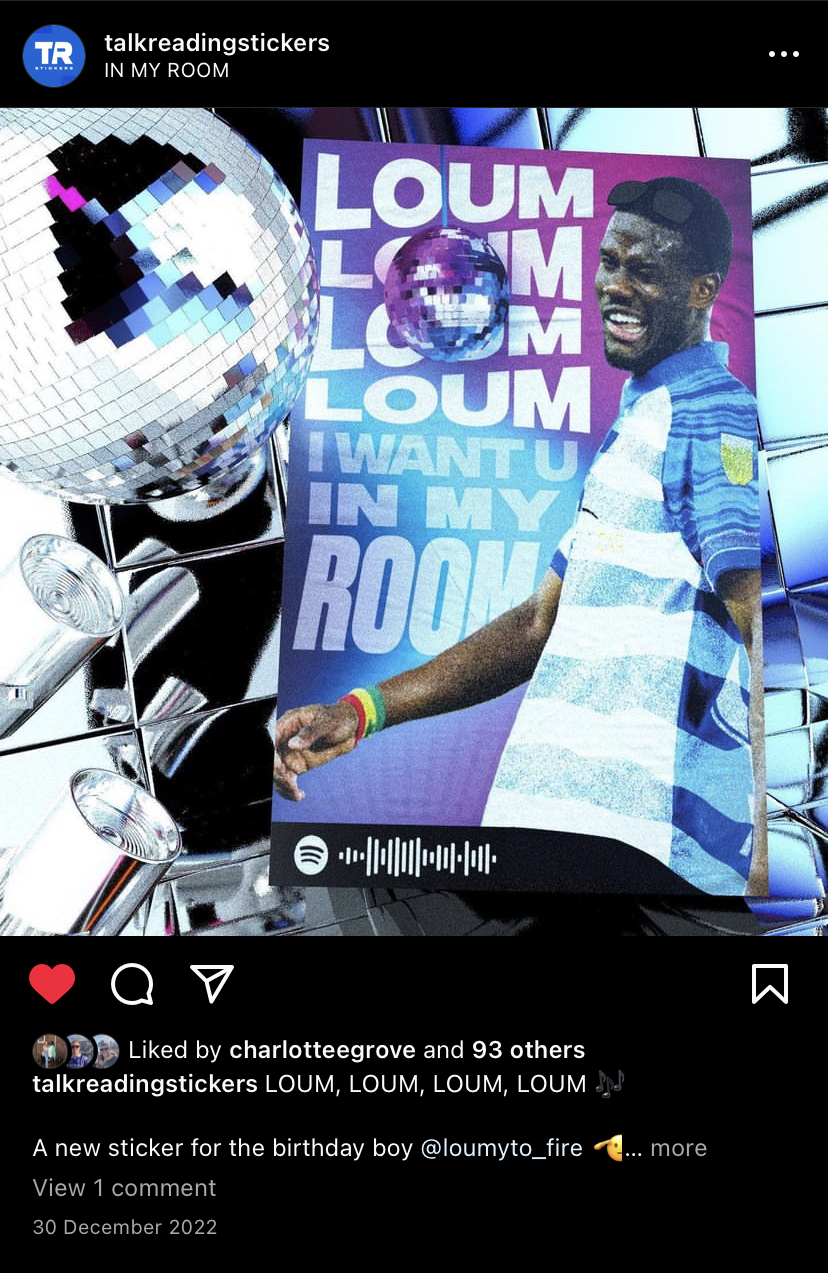 TR
STICKERS
talkreadingstickers
IN MY ROOM
LOUM
LOUM
LOUM
LOUM
I WANT U
IN MY
ROOM
Liked by charlotteegrove and 93 others
talkreadingstickers LOUM, LOUM, LOUM, LOUM 🎶
A new sticker for the birthday boy @loumyto_fire 🫡... more
View 1 comment
30 December 2022